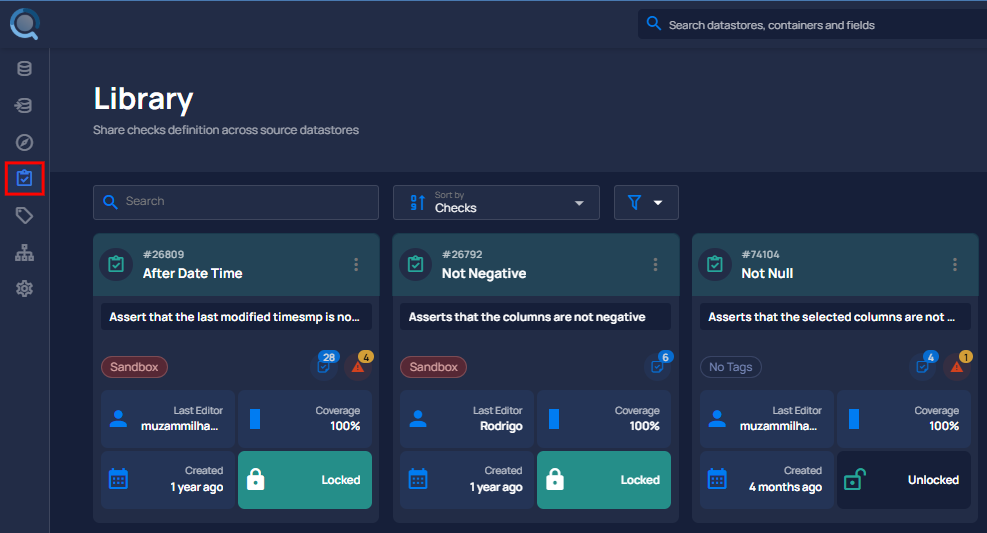 Search datastores, containers and fields
Library
Share checks definition across source datastores
Search
Sort by
Checks
#26809
After Date Time
Assert that the last modified timesmp is no...
Sandbox
28
4
Last Editor
muzammilha...
Coverage
100%
Created
1 year ago
Locked
#26792
Not Negative
Asserts that the columns are not negative
Sandbox
6
Last Editor
Rodrigo
Coverage
100%
Created
1 year ago
Locked
#74104
Not Null
Asserts that the selected columns are not ...
No Tags
4
1
Last Editor
muzammilha...
Coverage
100%
Created
4 months ago
Unlocked